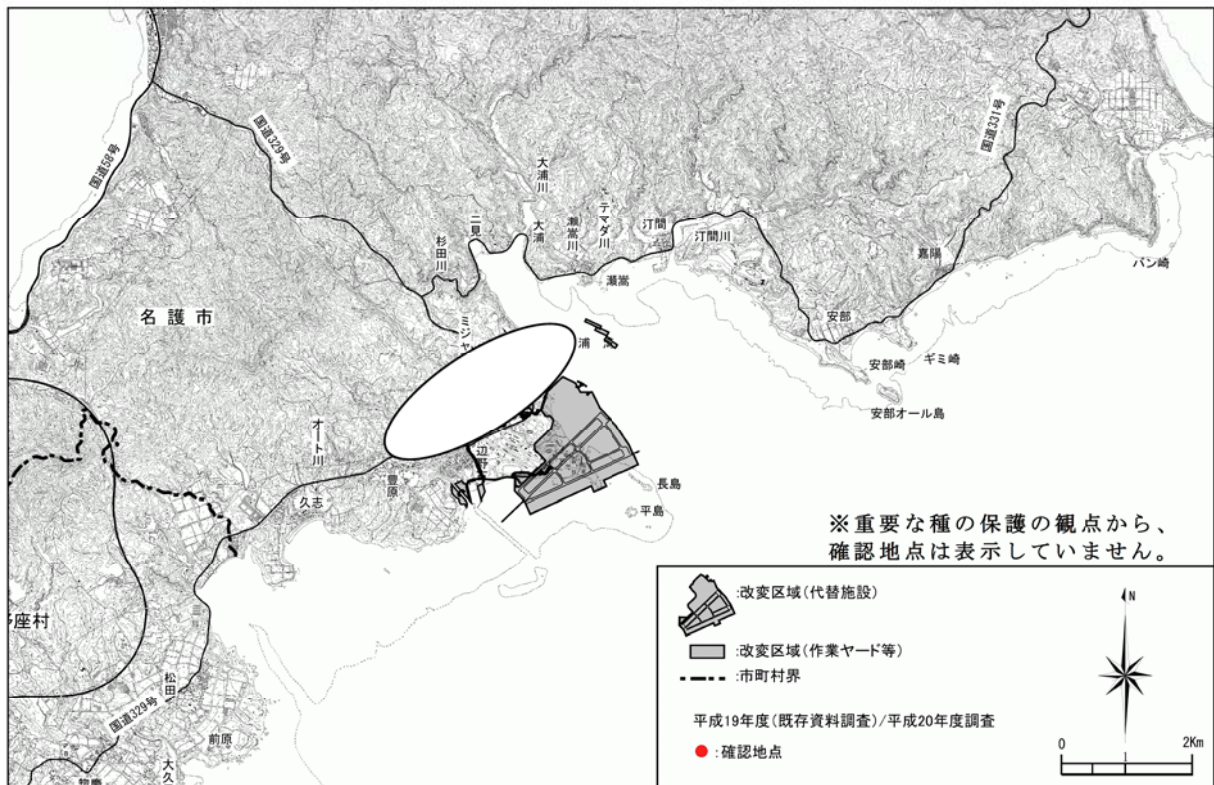 国道58号
国道329号
国道331号
大浦川
テマダ川
瀬嵩川
汀間
大浦
二見
杉田川
汀間川
嘉陽
バン崎
瀬嵩
名護市
ミジャ
安部
安部崎
ギミ崎
安部オール島
浦
オート川
辺野
豊原
久志
長島
平島
※重要な種の保護の観点から、
確認地点は表示していません。
:改変区域(代替施設)
:改変区域(作業ヤード等)
:市町村界
平成19年度(既存資料調査)/平成20年度調査
:確認地点
N
0 1 2Km
座村
松田
国道329号
前原
大久